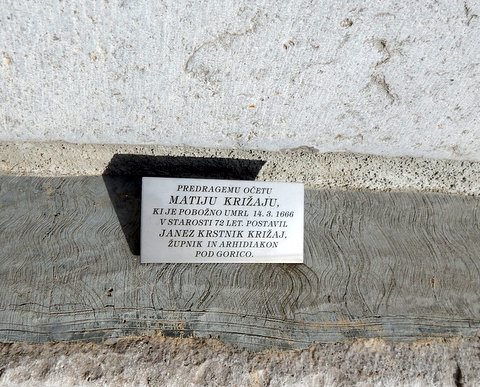 PREDRAGEMU OČETU
MATIJU KRIŽAJU,
KI JE POBOŽNO UMRL 14. 3. 1666
V STAROSTI 72 LET. POSTAVIL
JANEZ KRSTNIK KRIŽAJ,
ŽUPNIK IN ARHIDIAKON
POD GORICO.